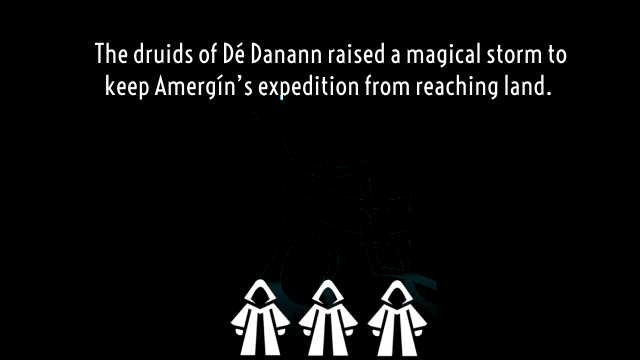 The druids of Dé Danann raised a magical storm to
keep Amergín’s expedition from reaching land.